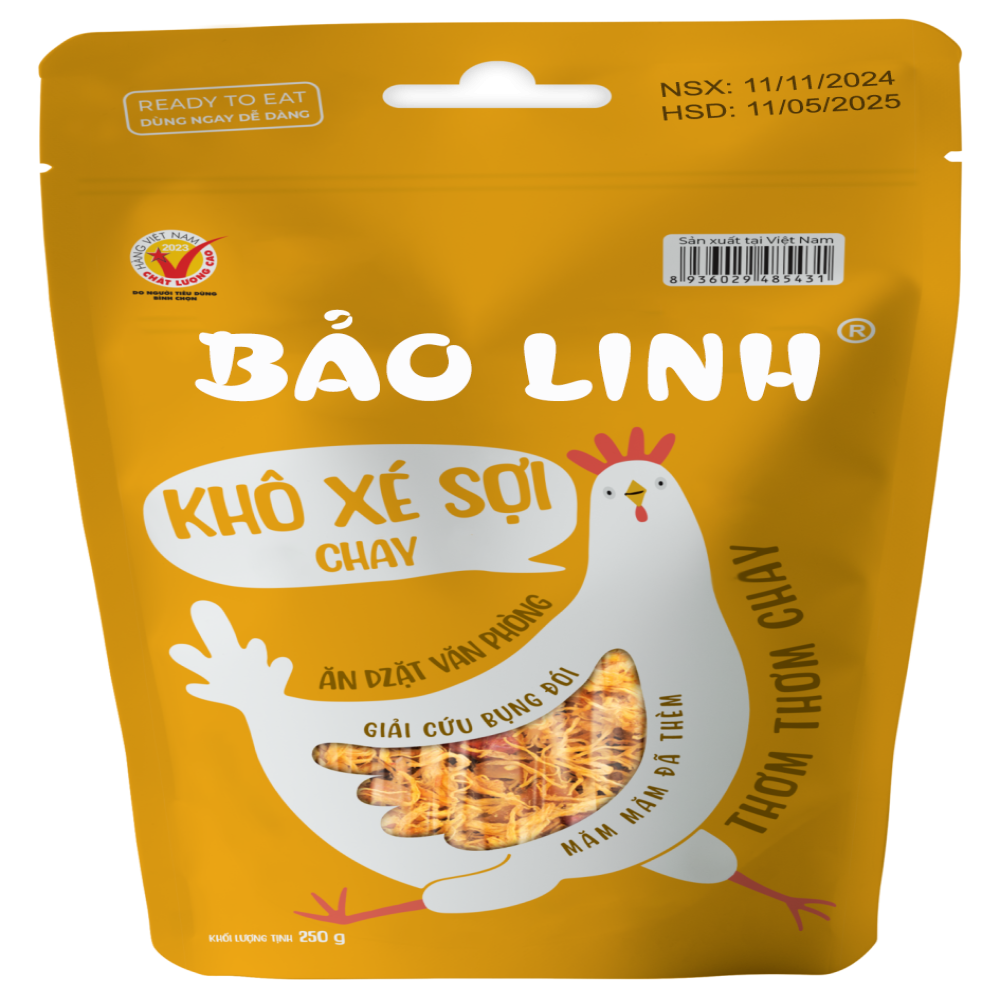 READY TO EAT
DÙNG NGAY DỄ DÀNG
NSX: 11/11/2024
HSD: 11/05/2025
HÀNG VIỆT NAM
2023
CHẤT LƯỢNG CAO
DO NGƯỜI TIÊU DÙNG
BÌNH CHỌN
Sản xuất tại Việt Nam
8 936029 485431
BẢO LINH ®
KHÔ XÉ SỢI
CHAY
ĂN DZẶT VĂN PHÒNG
GIẢI CỨU BỤNG ĐÓI
MĂM MĂM ĐÃ THÈM
THƠM THƠM CHAY
KHỐI LƯỢNG TỊNH 250 g